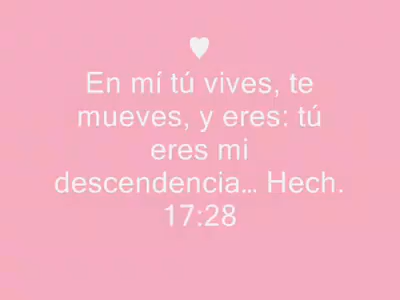 En mí tú vives, te
mueves, y eres: tú
eres mi
descendencia… Hech.
17:28